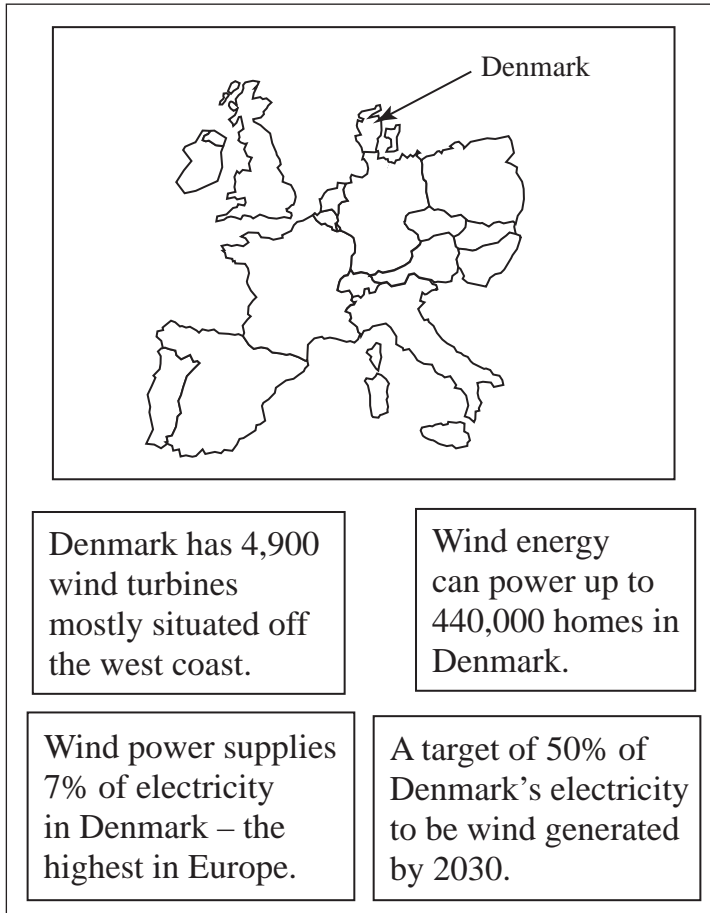 Denmark
Denmark has 4,900
wind turbines
mostly situated off
the west coast.
Wind energy
can power up to
440,000 homes in
Denmark.
Wind power supplies
7% of electricity
in Denmark – the
highest in Europe.
A target of 50% of
Denmark’s electricity
to be wind generated
by 2030.